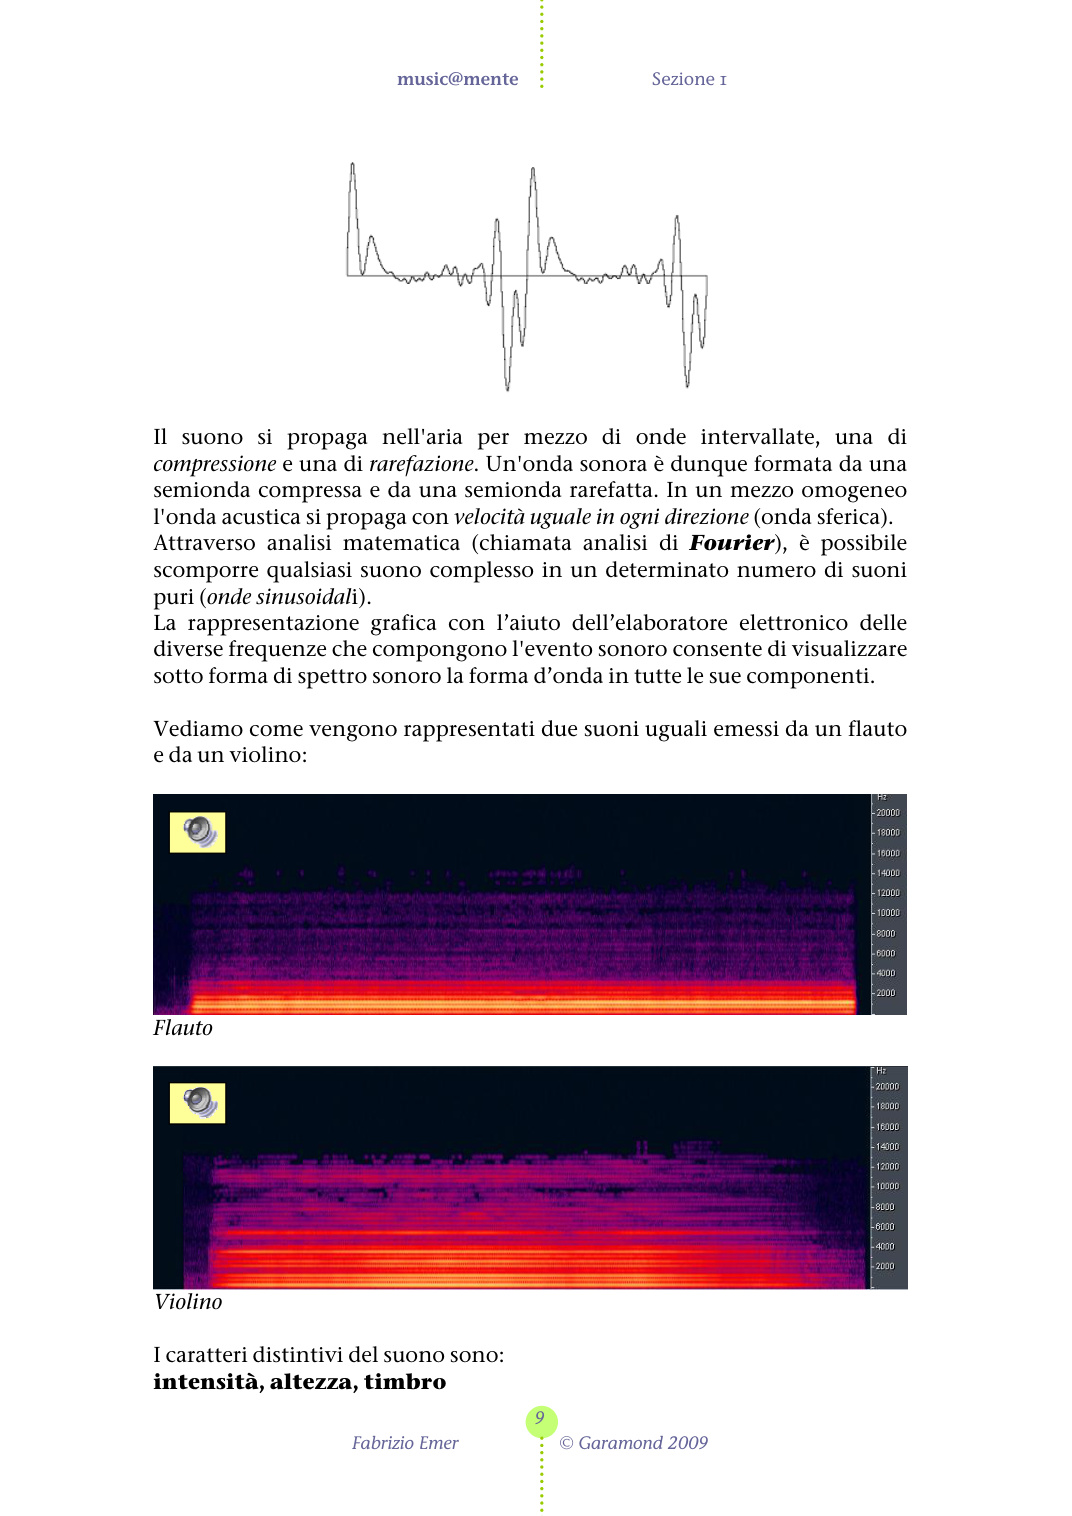 music@mente
Sezione 1
Il suono si propaga nell'aria per mezzo di onde intervallate, una di
compressione e una di rarefazione. Un'onda sonora è dunque formata da una
semionda compressa e da una semionda rarefatta. In un mezzo omogeneo
l'onda acustica si propaga con velocità uguale in ogni direzione (onda sferica).
Attraverso analisi matematica (chiamata analisi di Fourier), è possibile
scomporre qualsiasi suono complesso in un determinato numero di suoni
puri (onde sinusoidali).
La rappresentazione grafica con l’aiuto dell’elaboratore elettronico delle
diverse frequenze che compongono l'evento sonoro consente di visualizzare
sotto forma di spettro sonoro la forma d’onda in tutte le sue componenti.
Vediamo come vengono rappresentati due suoni uguali emessi da un flauto
e da un violino:
Hz
20000
18000
16000
14000
12000
10000
8000
6000
4000
2000
Flauto
Hz
20000
18000
16000
14000
12000
10000
8000
6000
4000
2000
Violino
I caratteri distintivi del suono sono:
intensità, altezza, timbro
9
Fabrizio Emer
© Garamond 2009